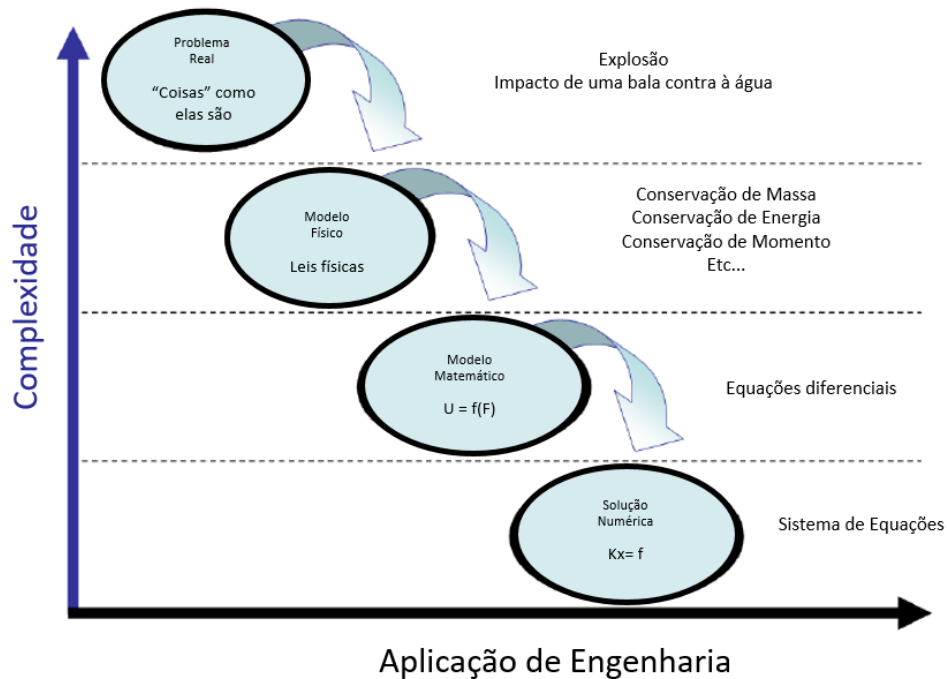 Problema
Real
"Coisas" como
elas são
Explosão
Impacto de uma bala contra à água
Modelo
Físico
Leis físicas
Conservação de Massa
Conservação de Energia
Conservação de Momento
Etc...
Modelo
Matemático
U = f(F)
Equações diferenciais
Solução
Numérica
Kx= f
Sistema de Equações
Complexidade
Aplicação de Engenharia